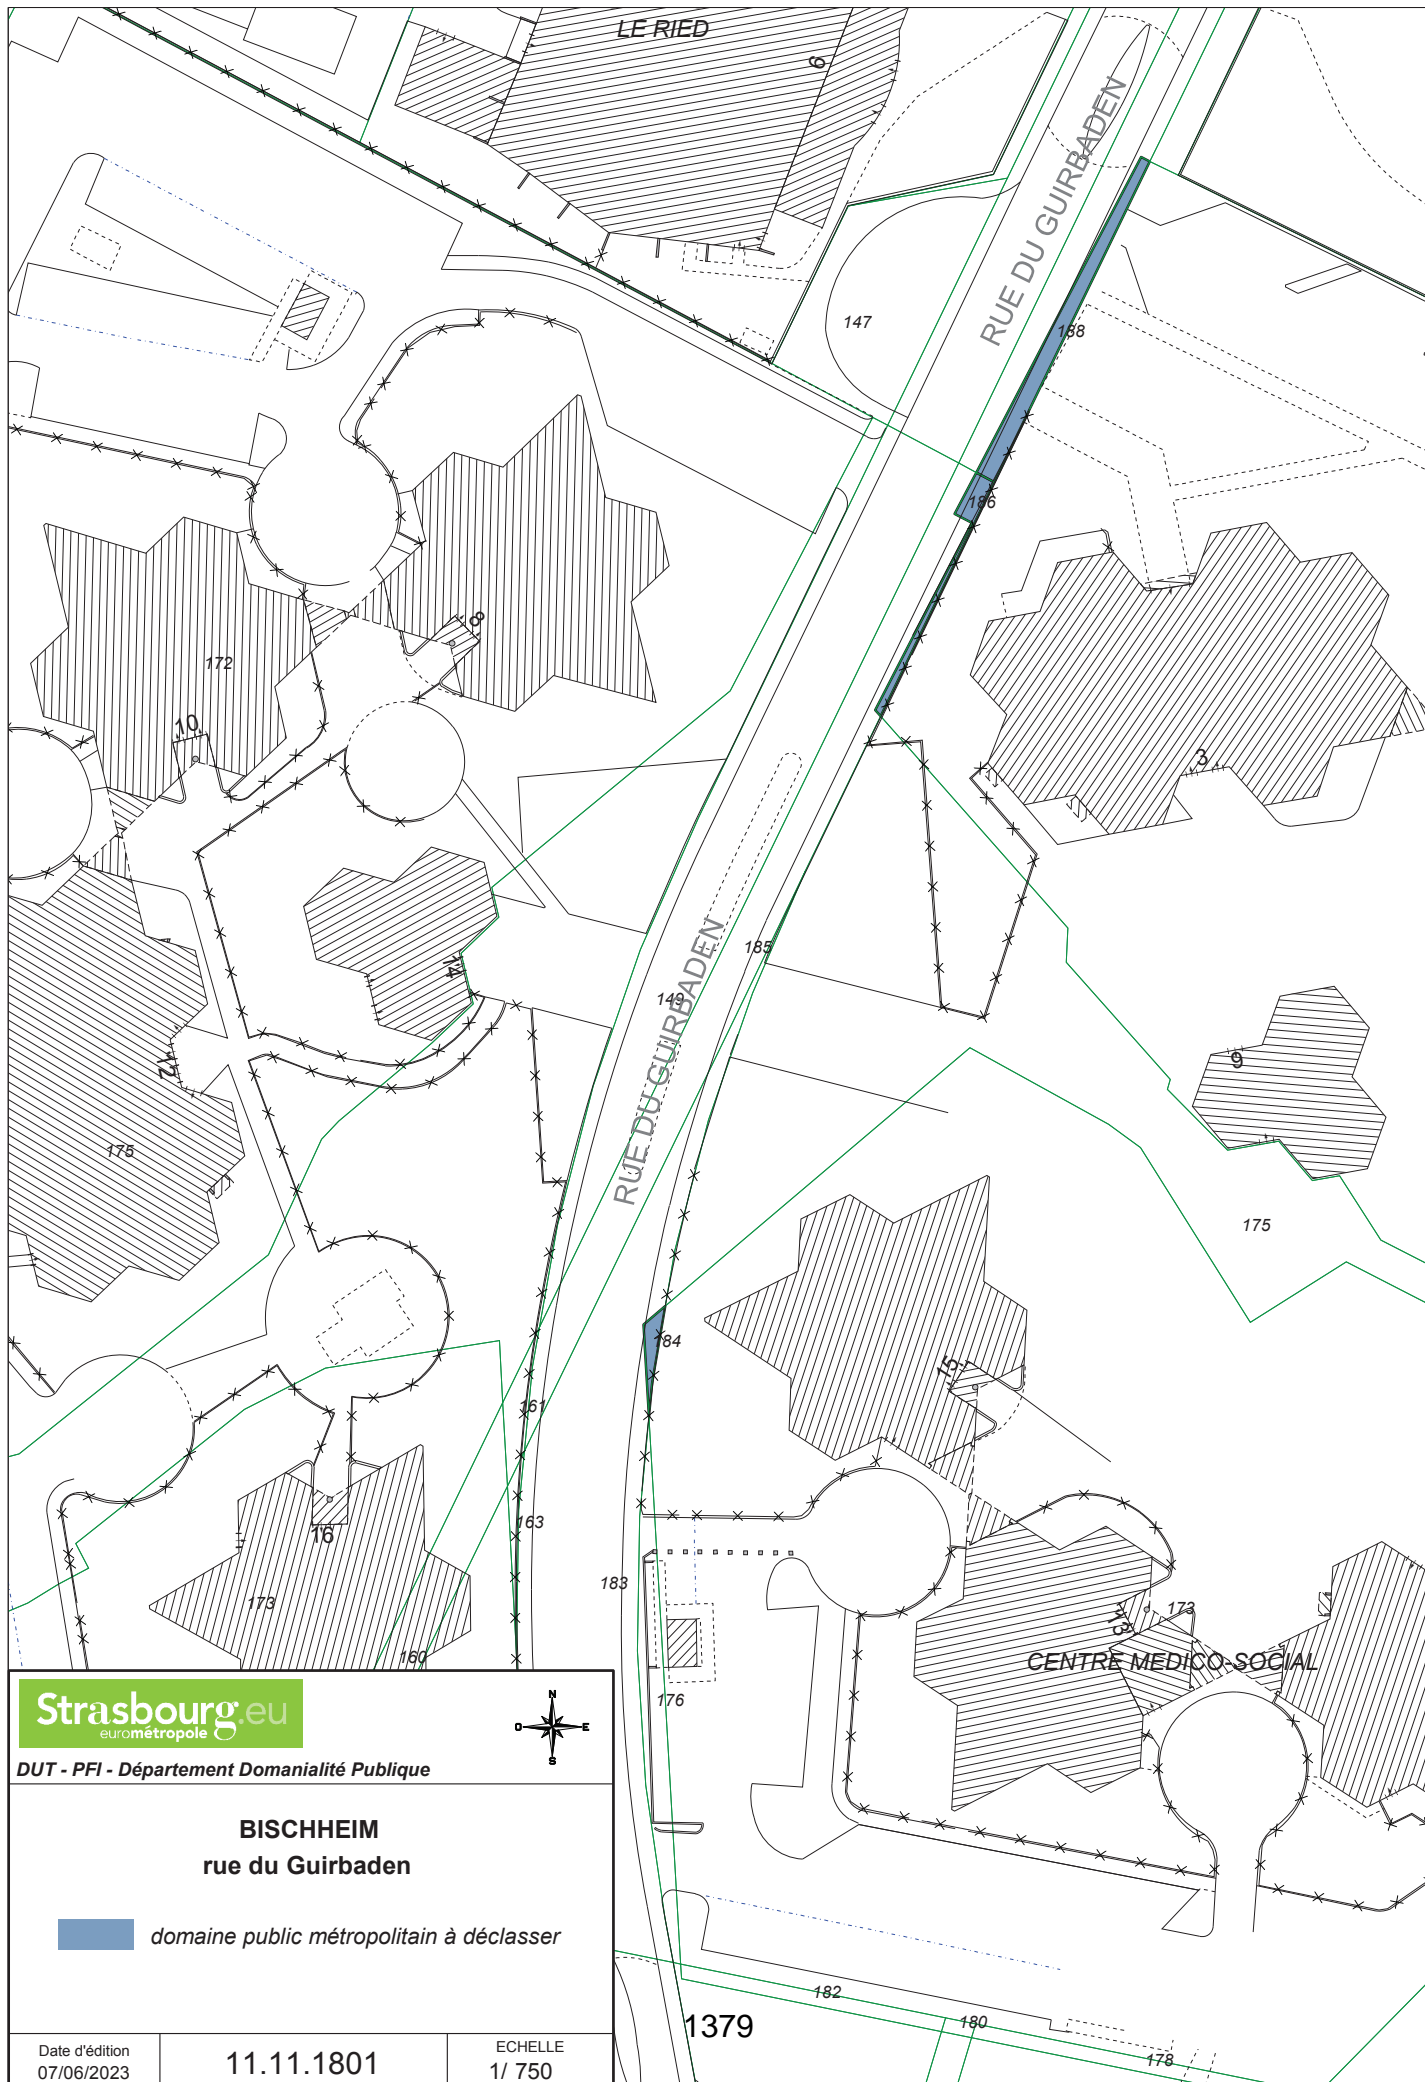 LE RIED
6
RUE DU GUIRBADEN
147
188
186
8
172
10
3
RUE DU GUIRBADEN
185
14
149
9
12
175
175
184
15
161
163
16
183
173
13
173
160
CENTRE MEDICO-SOCIAL
176
Strasbourg.eu
eurométropole
N
O E
S
DUT - PFI - Département Domanialité Publique
BISCHHEIM
rue du Guirbaden
domaine public métropolitain à déclasser
182
1379
180
178
Date d'édition
07/06/2023
11.11.1801
ECHELLE
1/ 750